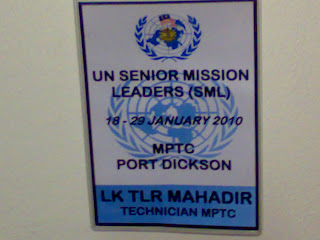 UN SENIOR MISSION
LEADERS (SML)
18 - 29 JANUARY 2010
MPTC
PORT DICKSON
LK TLR MAHADIR
TECHNICIAN MPTC